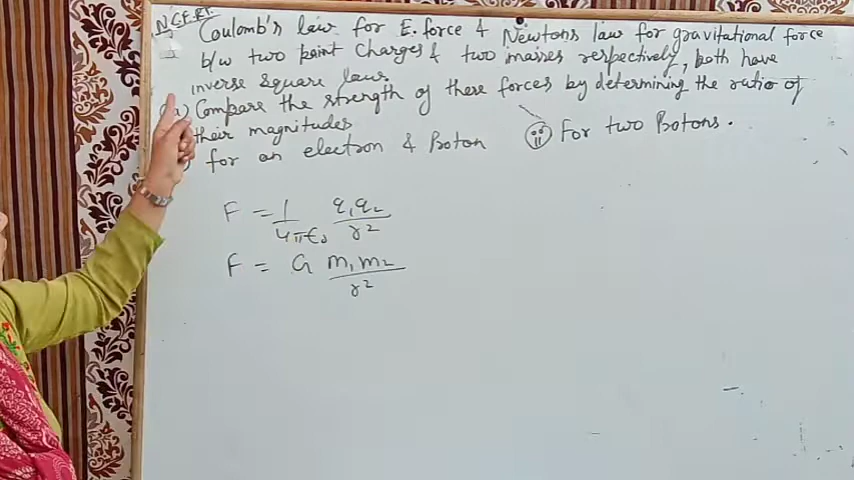 N.C.E.R.T.
Coulomb's law for E.force & Newtons law for gravitational force
b/w two point Charges & two masses respectively, both have
inverse square laws.
(a) Compare the strength of these forces by determining the ratio of
their magnitudes
for an electron & Proton (ii) For two Protons.
F = 1/4πε₀ q₁q₂/r²
F = G m₁m₂/r²